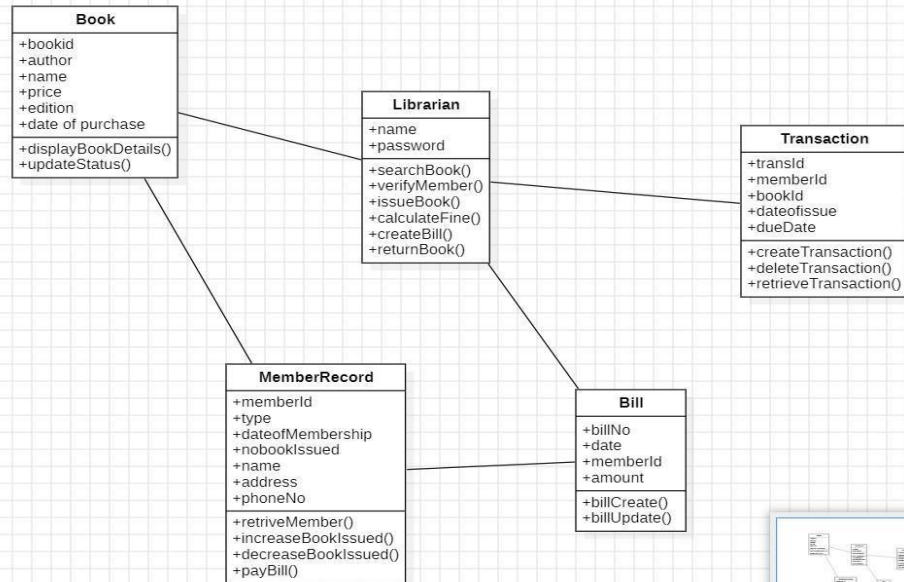 Book
+bookid
+author
+name
+price
+edition
+date of purchase
+displayBookDetails()
+updateStatus()
Librarian
+name
+password
+searchBook()
+verifyMember()
+issueBook()
+calculateFine()
+createBill()
+returnBook()
Transaction
+transId
+memberId
+bookId
+dateofissue
+dueDate
+createTransaction()
+deleteTransaction()
+retrieveTransaction()
MemberRecord
+memberId
+type
+dateofMembership
+nobookIssued
+name
+address
+phoneNo
+retriveMember()
+increaseBookIssued()
+decreaseBookIssued()
+payBill()
Bill
+billNo
+date
+memberId
+amount
+billCreate()
+billUpdate()